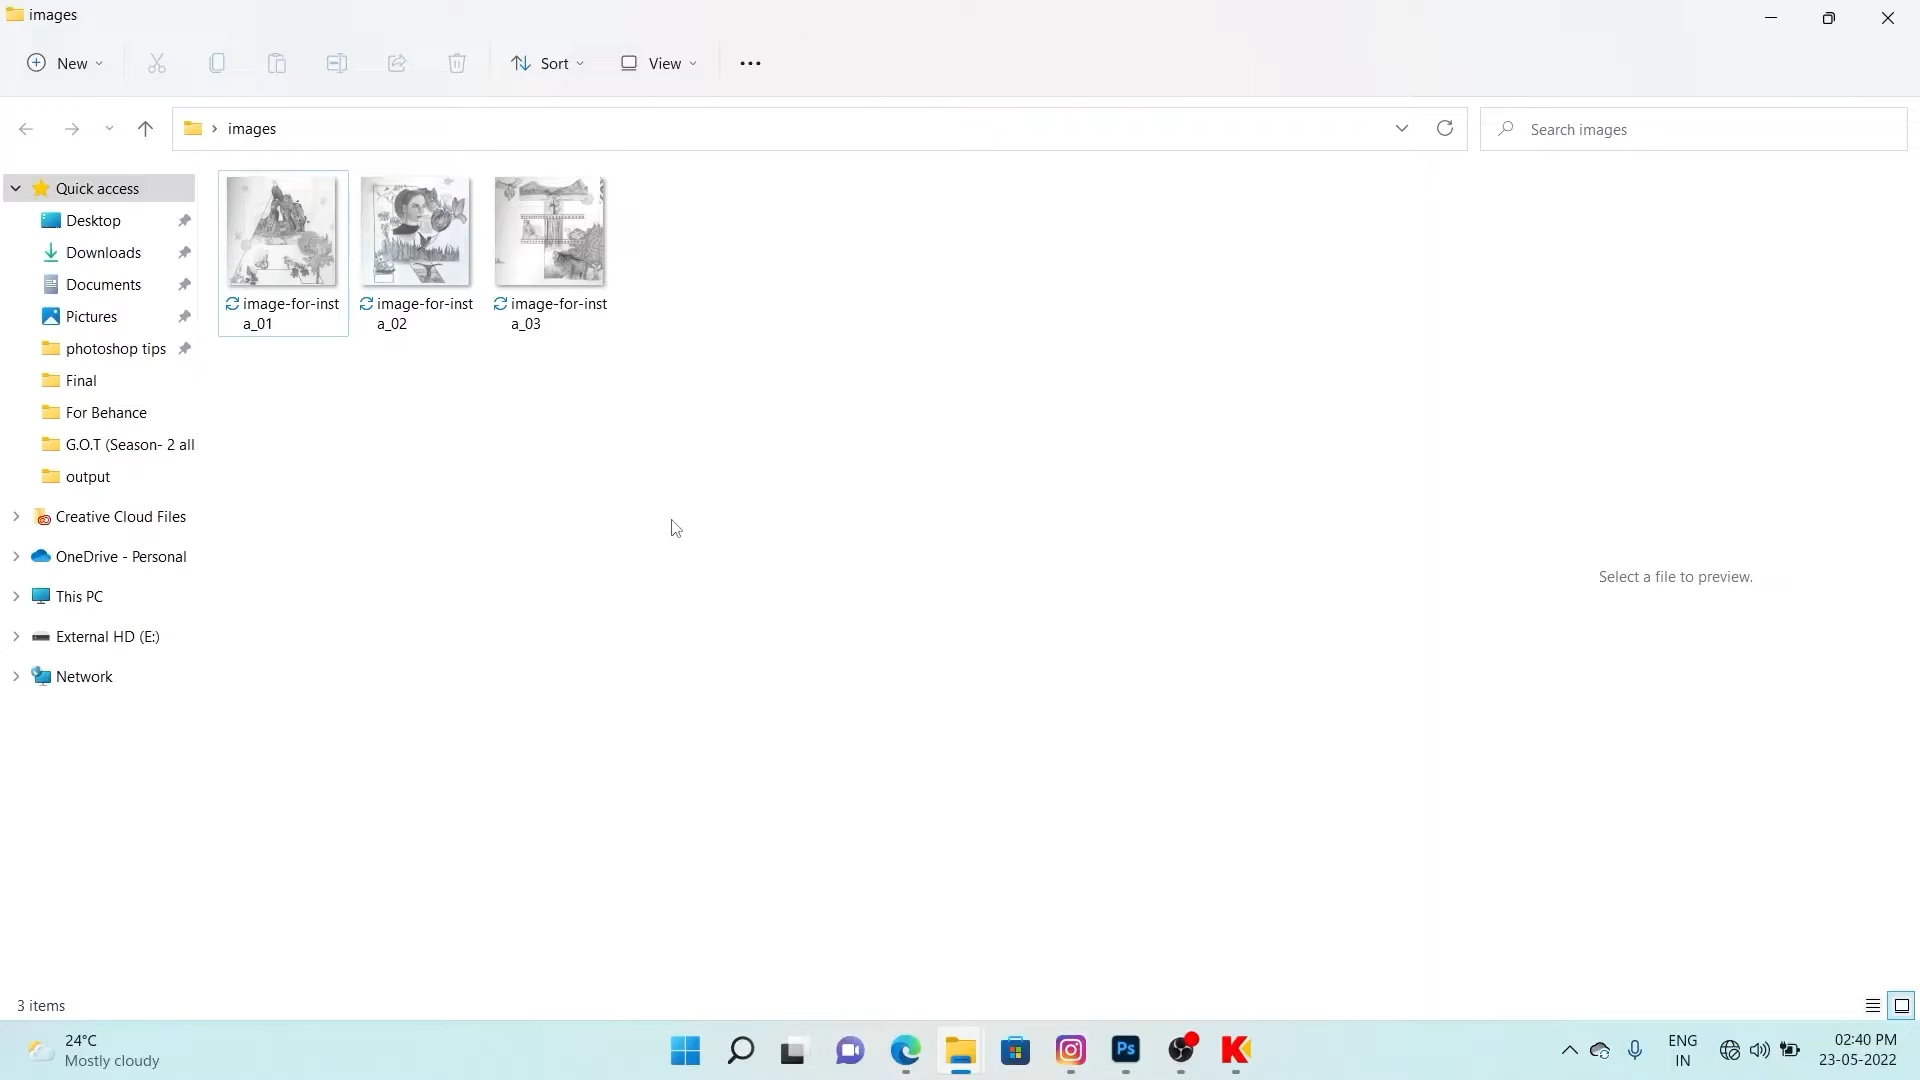 images
New
Sort
View
images
Search images
Quick access
Desktop
Downloads
Documents
Pictures
photoshop tips
Final
For Behance
G.O.T (Season- 2 all
output
Creative Cloud Files
OneDrive - Personal
This PC
External HD (E:)
Network
image-for-inst
a_01
image-for-inst
a_02
image-for-inst
a_03
Select a file to preview.
3 items
24°C
Mostly cloudy
Ps
ENG
IN
02:40 PM
23-05-2022